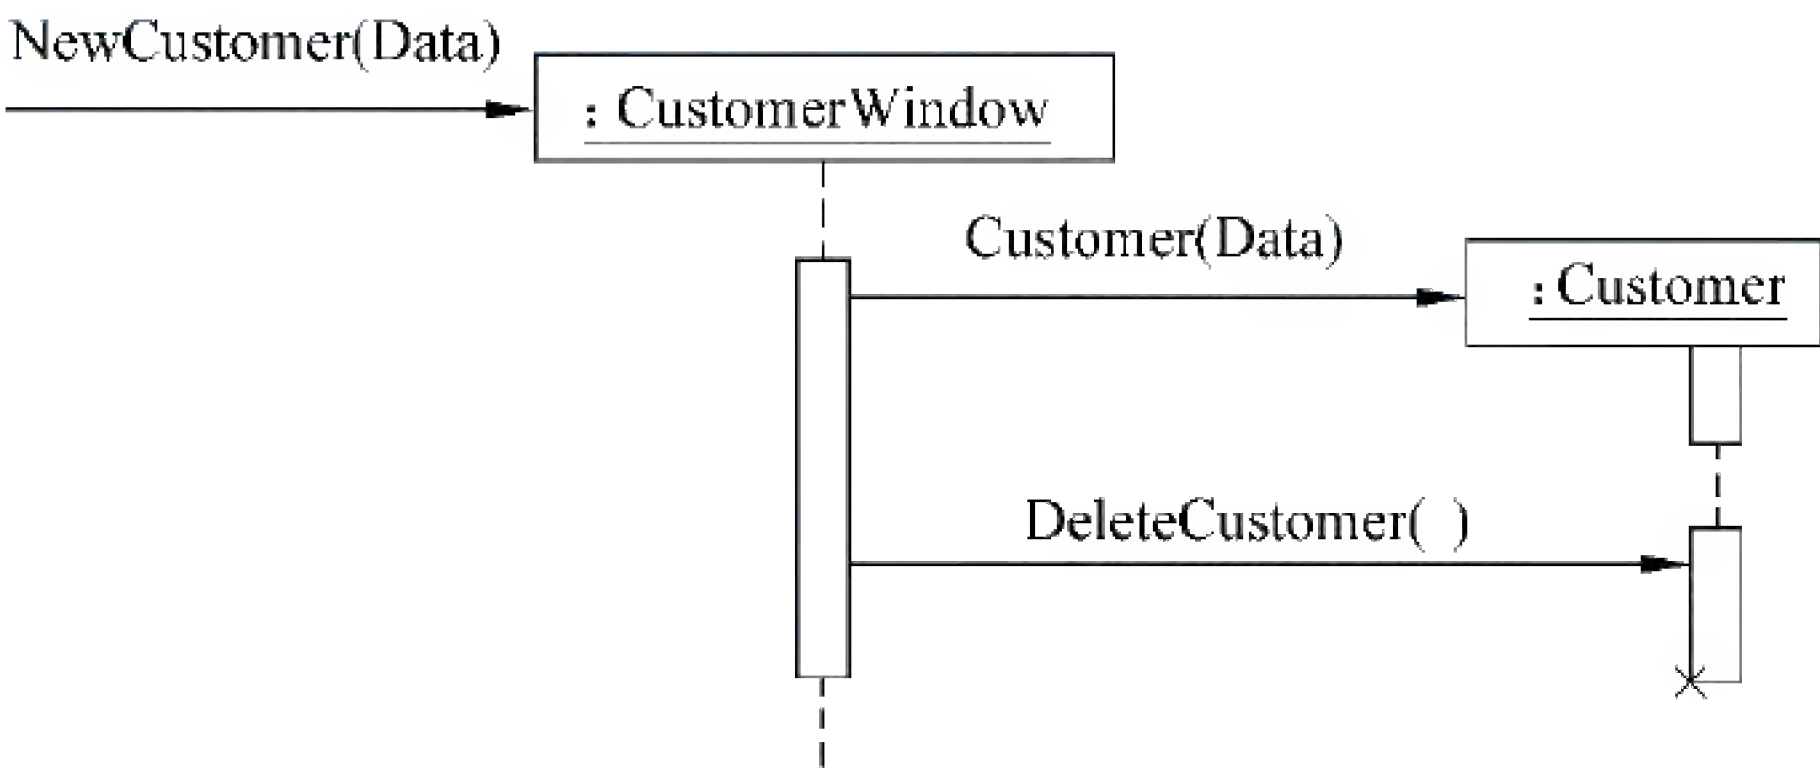 NewCustomer(Data)
: CustomerWindow
Customer(Data)
:Customer
DeleteCustomer( )